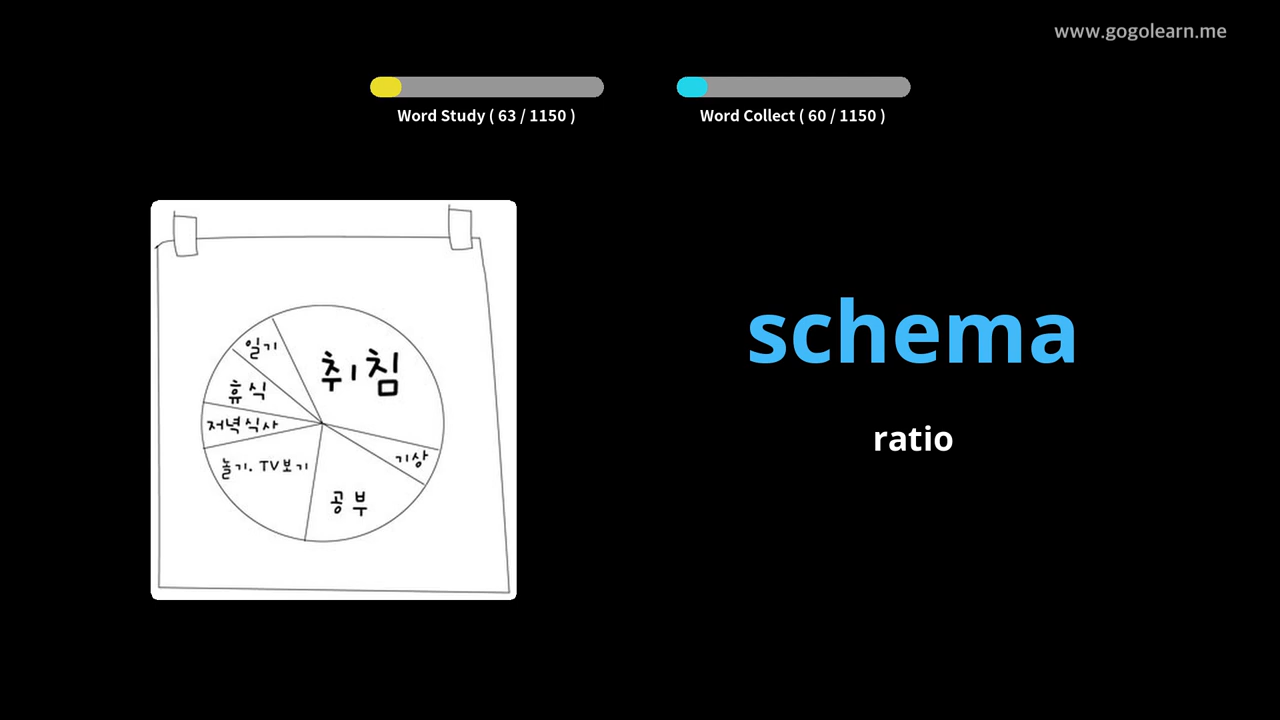 www.gogolearn.me
Word Study ( 63 / 1150 )
Word Collect ( 60 / 1150 )
일기
취침
휴식
저녁식사
놀기. TV보기
기상
공부
schema
ratio